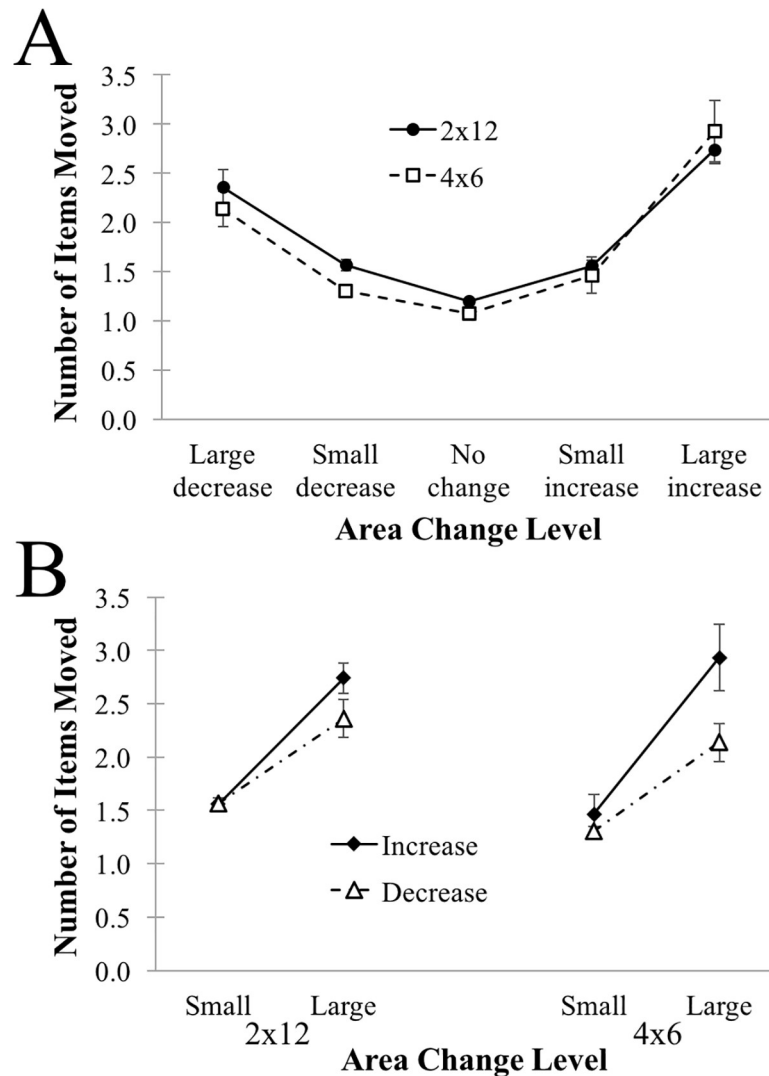 A
Number of Items Moved
3.5
3.0
2.5
2.0
1.5
1.0
0.5
0.0
2x12
4x6
Large decrease
Small decrease
No change
Small increase
Large increase
Area Change Level
B
Number of Items Moved
3.5
3.0
2.5
2.0
1.5
1.0
0.5
0.0
Increase
Decrease
Small Large Small Large
2x12 4x6
Area Change Level